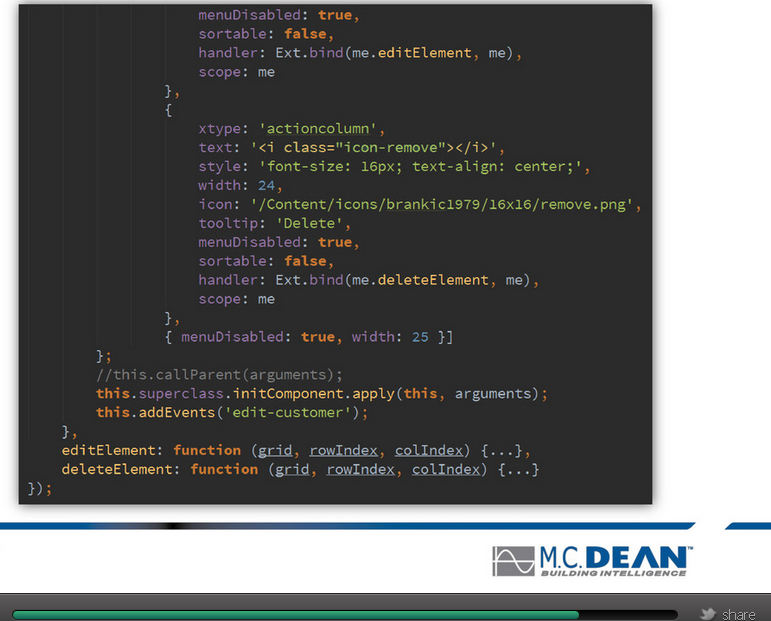 menuDisabled: true,
sortable: false,
handler: Ext.bind(me.editElement, me),
scope: me
},
{
xtype: 'actioncolumn',
text: '<i class="icon-remove"></i>',
style: 'font-size: 16px; text-align: center;',
width: 24,
icon: '/Content/icons/brankic1979/16x16/remove.png',
tooltip: 'Delete',
menuDisabled: true,
sortable: false,
handler: Ext.bind(me.deleteElement, me),
scope: me
},
{ menuDisabled: true, width: 25 }]
};
//this.callParent(arguments);
this.superclass.initComponent.apply(this, arguments);
this.addEvents('edit-customer');
},
editElement: function (grid, rowIndex, colIndex) {...},
deleteElement: function (grid, rowIndex, colIndex) {...}
});
M.C.DEAN™
BUILDING INTELLIGENCE
share